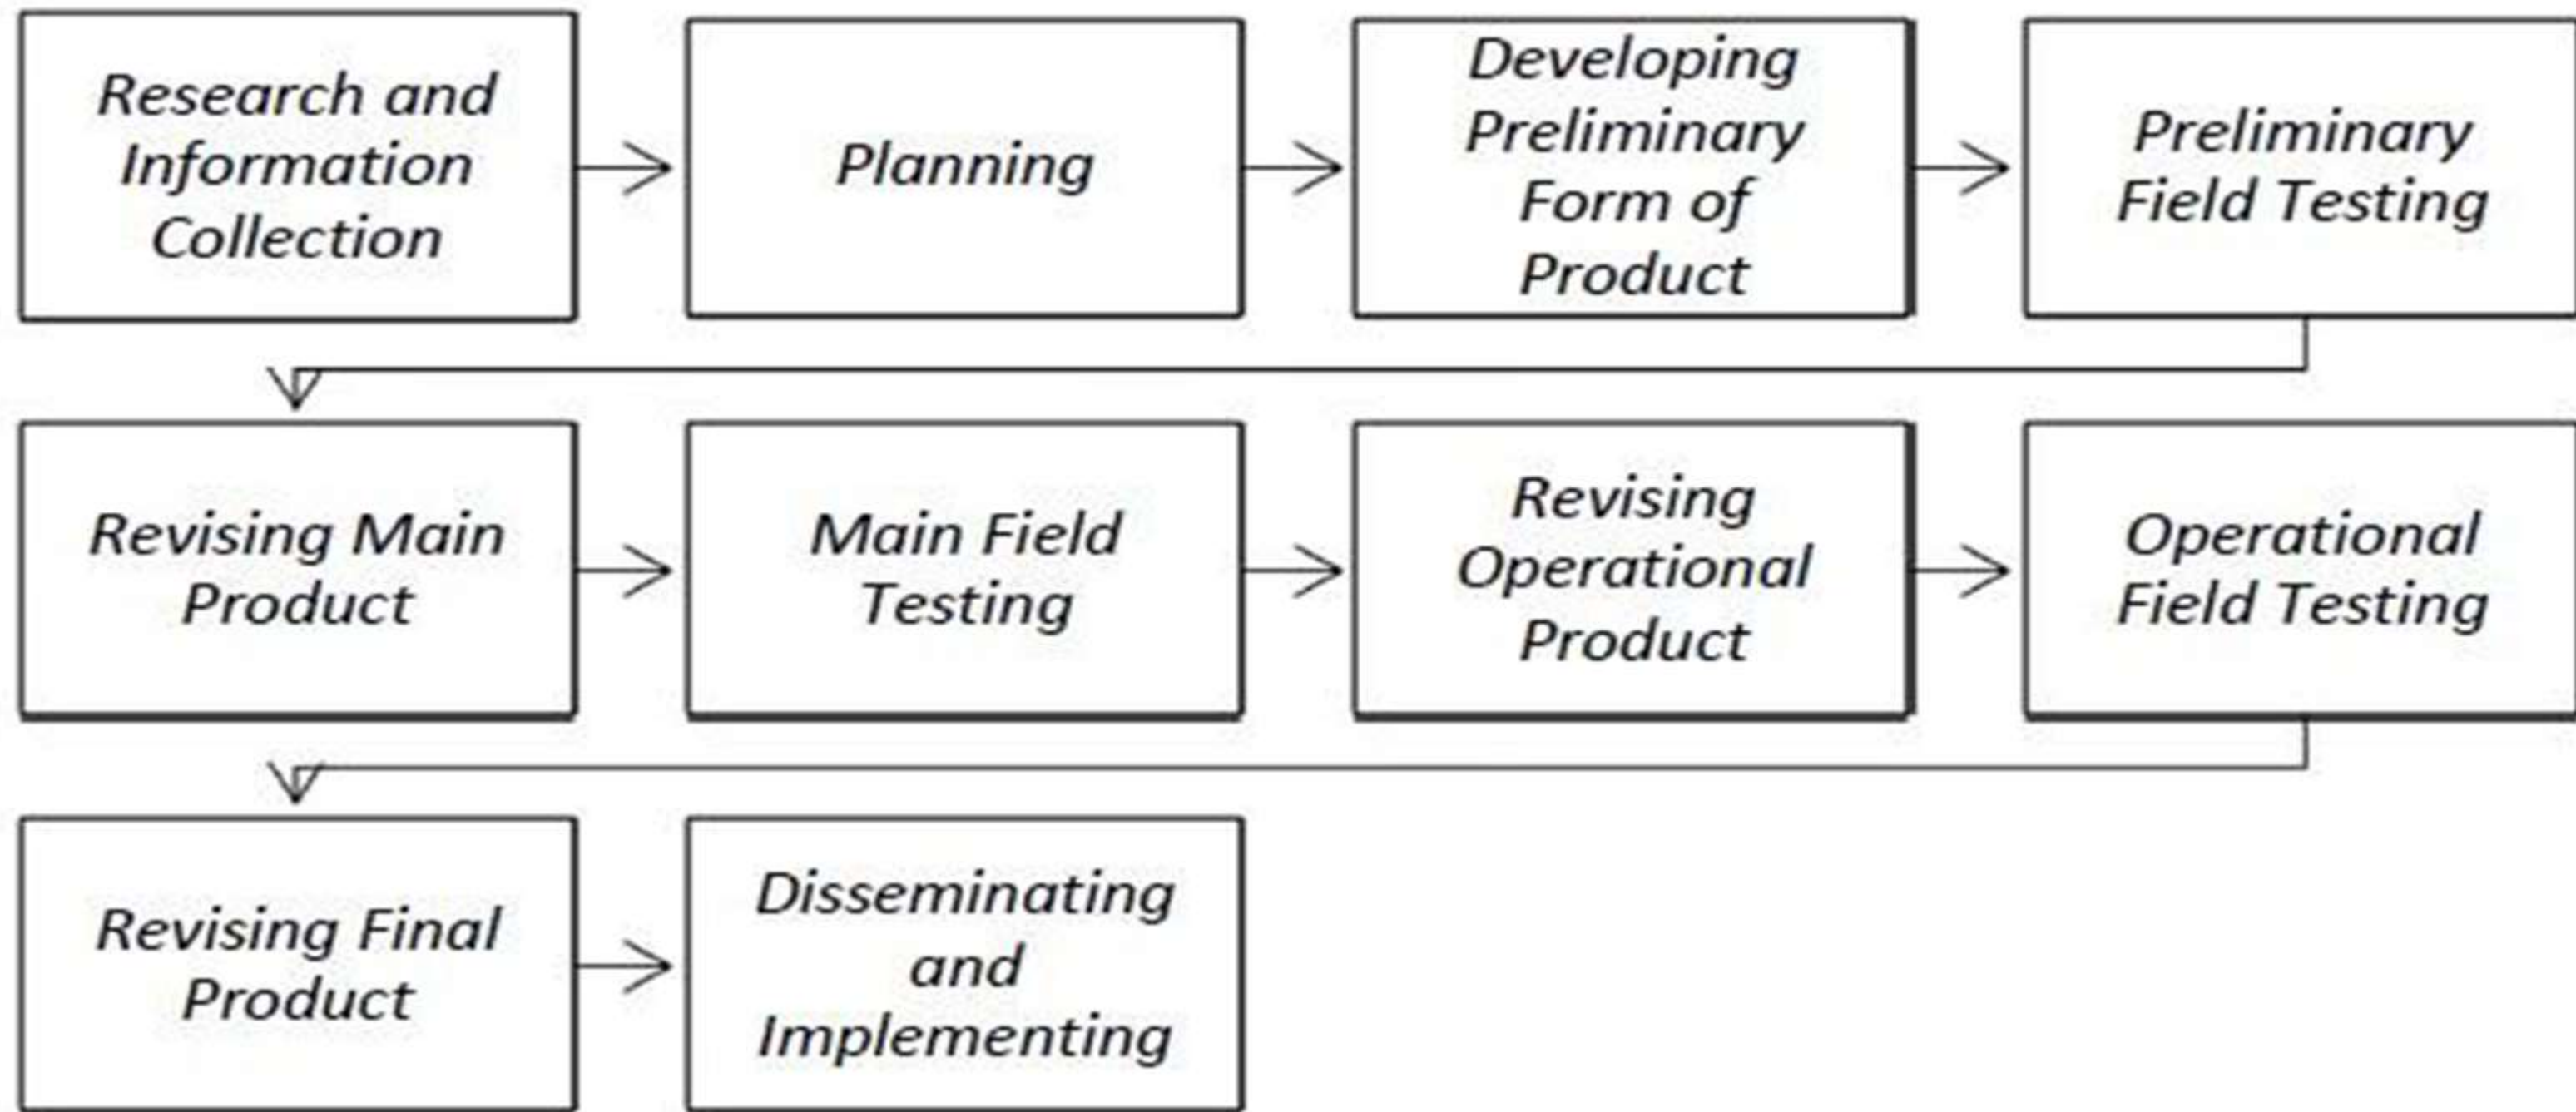 Research and
Information
Collection
Planning
Developing
Preliminary
Form of
Product
Preliminary
Field Testing
Revising Main
Product
Main Field
Testing
Revising
Operational
Product
Operational
Field Testing
Revising Final
Product
Disseminating
and
Implementing